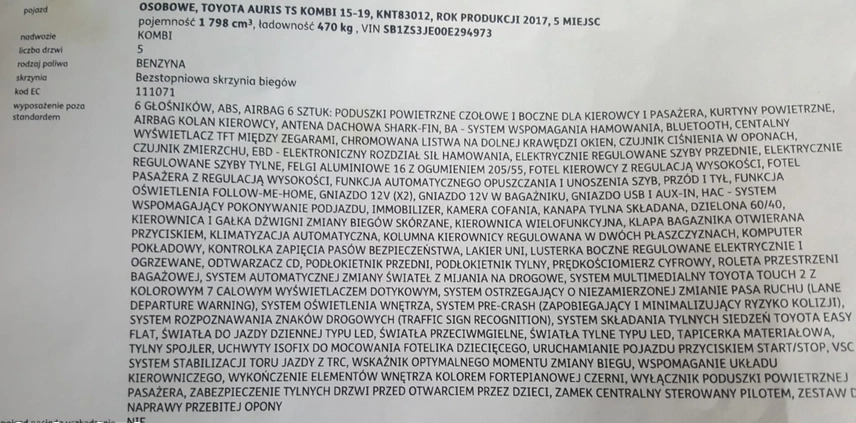 pojazd
OSOBOWE, TOYOTA AURIS TS KOMBI 15-19, KNT83012, ROK PRODUKCJI 2017, 5 MIEJSC
pojemność 1 798 cm³, ładowność 470 kg , VIN SB1ZS3JE00E294973
nadwozie KOMBI
liczba drzwi 5
rodzaj paliwa BENZYNA
skrzynia Bezstopniowa skrzynia biegów
kod EC 111071
wyposażenie poza standardem
6 GŁOŚNIKÓW, ABS, AIRBAG 6 SZTUK: PODUSZKI POWIETRZNE CZOŁOWE I BOCZNE DLA KIEROWCY I PASAŻERA, KURTYNY POWIETRZNE,
AIRBAG KOLAN KIEROWCY, ANTENA DACHOWA SHARK-FIN, BA - SYSTEM WSPOMAGANIA HAMOWANIA, BLUETOOTH, CENTALNY
WYŚWIETLACZ TFT MIĘDZY ZEGARAMI, CHROMOWANA LISTWA NA DOLNEJ KRAWĘDZI OKIEN, CZUJNIK CIŚNIENIA W OPONACH,
CZUJNIK ZMIERZCHU, EBD - ELEKTRONICZNY ROZDZIAŁ SIŁ HAMOWANIA, ELEKTRYCZNIE REGULOWANE SZYBY PRZEDNIE, ELEKTRYCZNIE
REGULOWANE SZYBY TYLNE, FELGI ALUMINIOWE 16 Z OGUMIENIEM 205/55, FOTEL KIEROWCY Z REGULACJĄ WYSOKOŚCI, FOTEL
PASAŻERA Z REGULACJĄ WYSOKOŚCI, FUNKCJA AUTOMATYCZNEGO OPUSZCZANIA I UNOSZENIA SZYB, PRZÓD I TYŁ, FUNKCJA
OŚWIETLENIA FOLLOW-ME-HOME, GNIAZDO 12V (X2), GNIAZDO 12V W BAGAŻNIKU, GNIAZDO USB I AUX-IN, HAC - SYSTEM
WSPOMAGAJĄCY POKONYWANIE PODJAZDU, IMMOBILIZER, KAMERA COFANIA, KANAPA TYLNA SKŁADANA, DZIELONA 60/40,
KIEROWNICA I GAŁKA DŹWIGNI ZMIANY BIEGÓW SKÓRZANE, KIEROWNICA WIELOFUNKCYJNA, KLAPA BAGAŻNIKA OTWIERANA
PRZYCISKIEM, KLIMATYZACJA AUTOMATYCZNA, KOLUMNA KIEROWNICY REGULOWANA W DWÓCH PŁASZCZYZNACH, KOMPUTER
POKŁADOWY, KONTROLKA ZAPIĘCIA PASÓW BEZPIECZEŃSTWA, LAKIER UNI, LUSTERKA BOCZNE REGULOWANE ELEKTRYCZNIE I
OGRZEWANE, ODTWARZACZ CD, PODŁOKIETNIK PRZEDNI, PODŁOKIETNIK TYLNY, PRĘDKOŚCIOMIERZ CYFROWY, ROLETA PRZESTRZENI
BAGAŻOWEJ, SYSTEM AUTOMATYCZNEJ ZMIANY ŚWIATEŁ Z MIJANIA NA DROGOWE, SYSTEM MULTIMEDIALNY TOYOTA TOUCH 2 Z
KOLOROWYM 7 CALOWYM WYŚWIETLACZEM DOTYKOWYM, SYSTEM OSTRZEGAJĄCY O NIEZAMIERZONEJ ZMIANIE PASA RUCHU (LANE
DEPARTURE WARNING), SYSTEM OŚWIETLENIA WNĘTRZA, SYSTEM PRE-CRASH (ZAPOBIEGAJĄCY I MINIMALIZUJĄCY RYZYKO KOLIZJI),
SYSTEM ROZPOZNAWANIA ZNAKÓW DROGOWYCH (TRAFFIC SIGN RECOGNITION), SYSTEM SKŁADANIA TYLNYCH SIEDZEŃ TOYOTA EASY
FLAT, ŚWIATŁA DO JAZDY DZIENNEJ TYPU LED, ŚWIATŁA PRZECIWMGIELNE, ŚWIATŁA TYLNE TYPU LED, TAPICERKA MATERIAŁOWA,
TYLNY SPOJLER, UCHWYTY ISOFIX DO MOCOWANIA FOTELIKA DZIECIĘCEGO, URUCHAMIANIE POJAZDU PRZYCISKIEM START/STOP, VSC
SYSTEM STABILIZACJI TORU JAZDY Z TRC, WSKAŹNIK OPTYMALNEGO MOMENTU ZMIANY BIEGU, WSPOMAGANIE UKŁADU
KIEROWNICZEGO, WYKOŃCZENIE ELEMENTÓW WNĘTRZA KOLOREM FORTEPIANOWEJ CZERNI, WYŁĄCZNIK PODUSZKI POWIETRZNEJ
PASAŻERA, ZABEZPIECZENIE TYLNYCH DRZWI PRZED OTWARCIEM PRZEZ DZIECI, ZAMEK CENTRALNY STEROWANY PILOTEM, ZESTAW D
NAPRAWY PRZEBITEJ OPONY
NIE